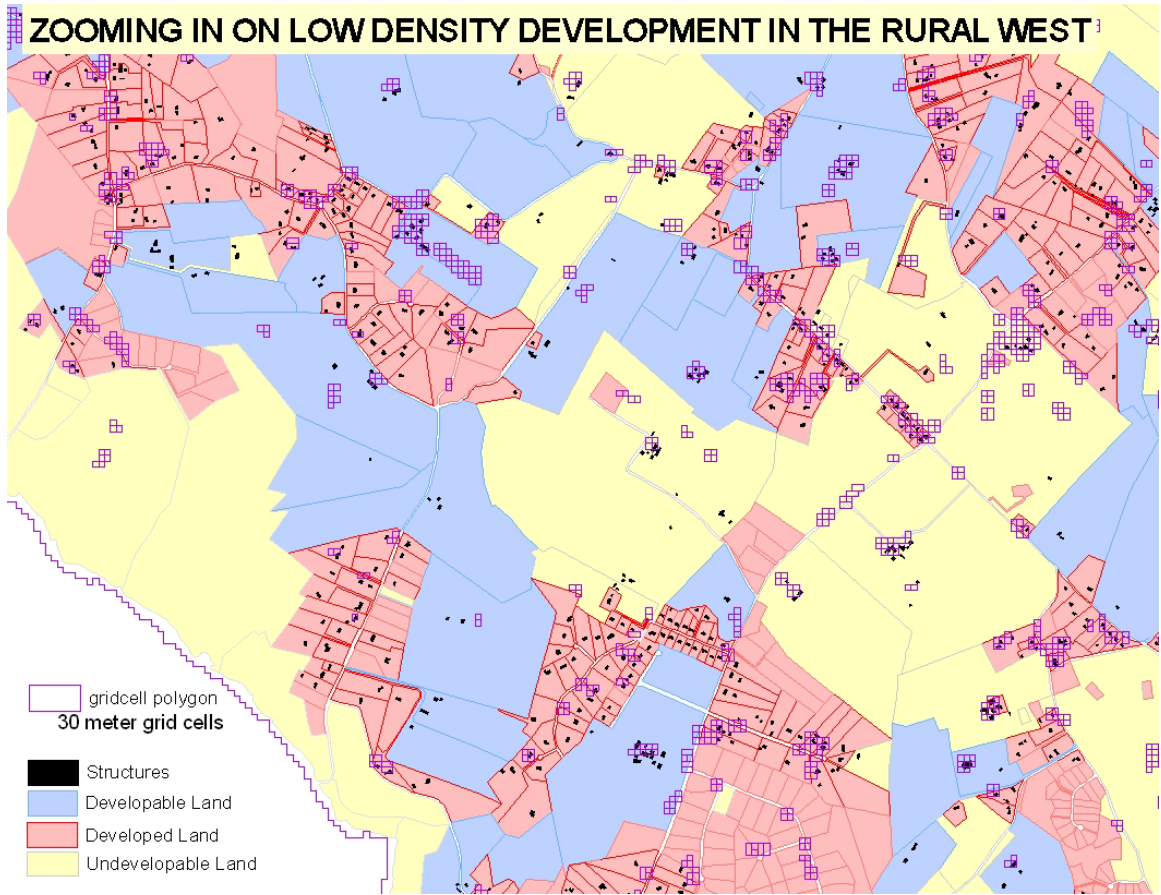 ZOOMING IN ON LOW DENSITY DEVELOPMENT IN THE RURAL WEST
gridcell polygon
30 meter grid cells
Structures
Developable Land
Developed Land
Undevelopable Land